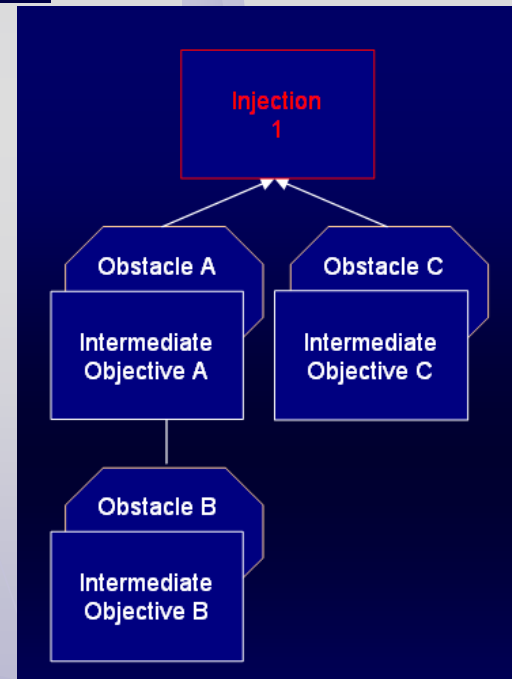 Injection
1
Obstacle A
Obstacle C
Intermediate
Objective A
Intermediate
Objective C
Obstacle B
Intermediate
Objective B